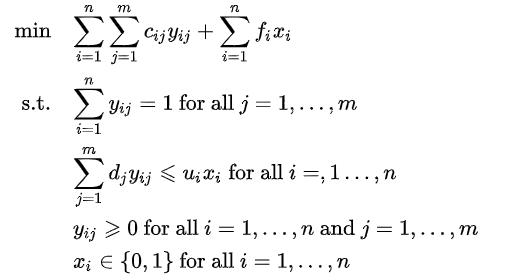 min ∑_{i=1}^{n} ∑_{j=1}^{m} c_{ij}y_{ij} + ∑_{i=1}^{n} f_i x_i
s.t. ∑_{i=1}^{n} y_{ij} = 1 for all j = 1, . . . , m
∑_{j=1}^{m} d_j y_{ij} ⩽ u_i x_i for all i =, 1 . . . , n
y_{ij} ⩾ 0 for all i = 1, . . . , n and j = 1, . . . , m
x_i ∈ {0, 1} for all i = 1, . . . , n